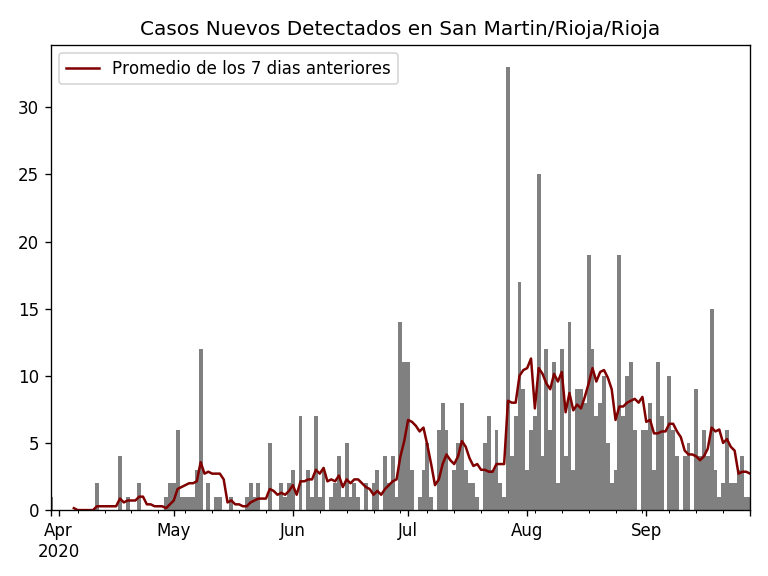 Casos Nuevos Detectados en San Martin/Rioja/Rioja
Promedio de los 7 dias anteriores
30
25
20
15
10
5
0
Apr May Jun Jul Aug Sep
2020